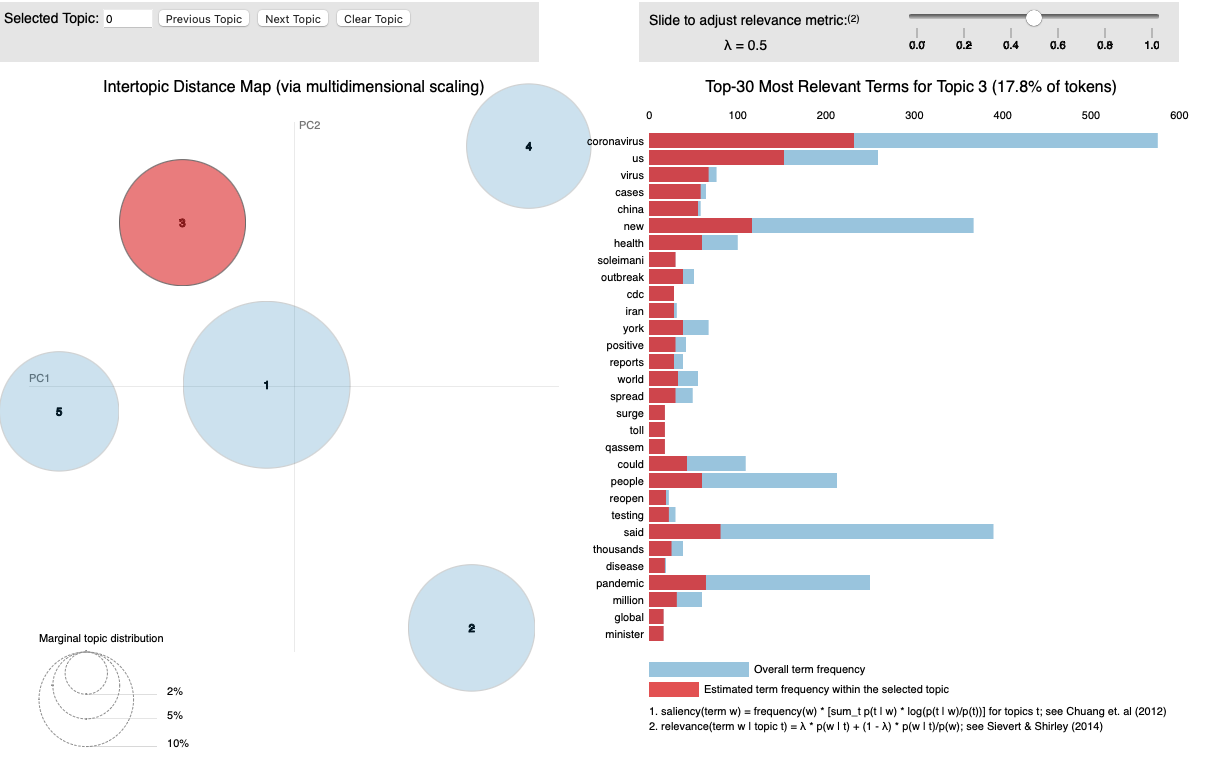 Selected Topic: 0 Previous Topic Next Topic Clear Topic
Slide to adjust relevance metric:(2)
λ = 0.5
0.0 0.2 0.4 0.6 0.8 1.0
Intertopic Distance Map (via multidimensional scaling)
PC2
4
3
1
PC1
5
2
Marginal topic distribution
2%
5%
10%
Top-30 Most Relevant Terms for Topic 3 (17.8% of tokens)
0 100 200 300 400 500 600
coronavirus
us
virus
cases
china
new
health
soleimani
outbreak
cdc
iran
york
positive
reports
world
spread
surge
toll
qassem
could
people
reopen
testing
said
thousands
disease
pandemic
million
global
minister
Overall term frequency
Estimated term frequency within the selected topic
1. saliency(term w) = frequency(w) * [sum_t p(t | w) * log(p(t | w)/p(t))] for topics t; see Chuang et. al (2012)
2. relevance(term w | topic t) = λ * p(w | t) + (1 - λ) * p(w | t)/p(w); see Sievert & Shirley (2014)